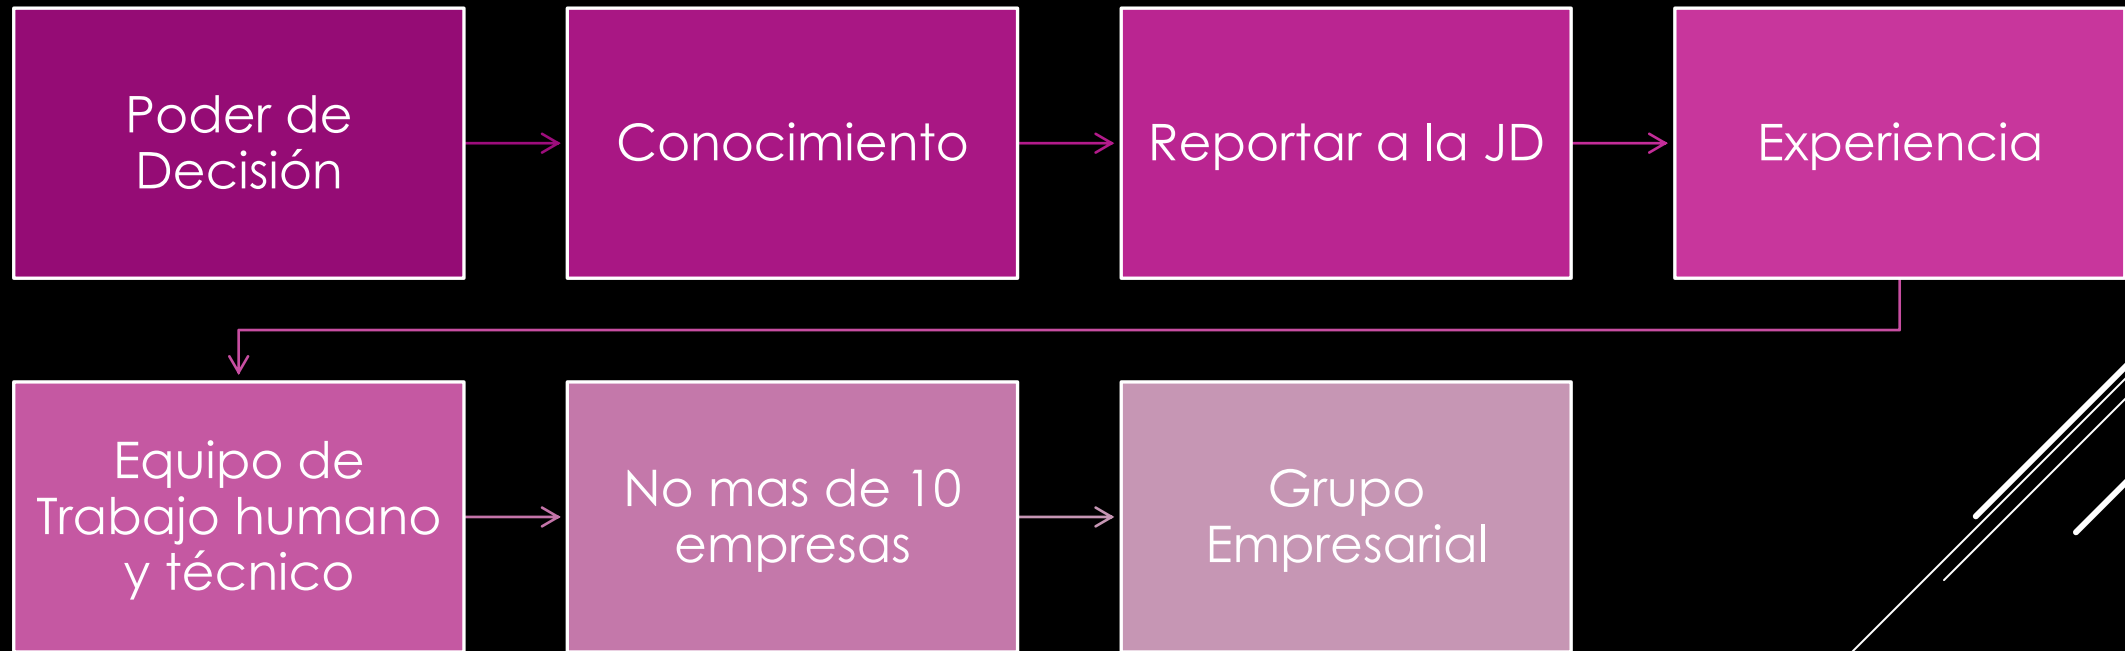 Poder de
Decisión
Conocimiento
Reportar a la JD
Experiencia
Equipo de
Trabajo humano
y técnico
No mas de 10
empresas
Grupo
Empresarial